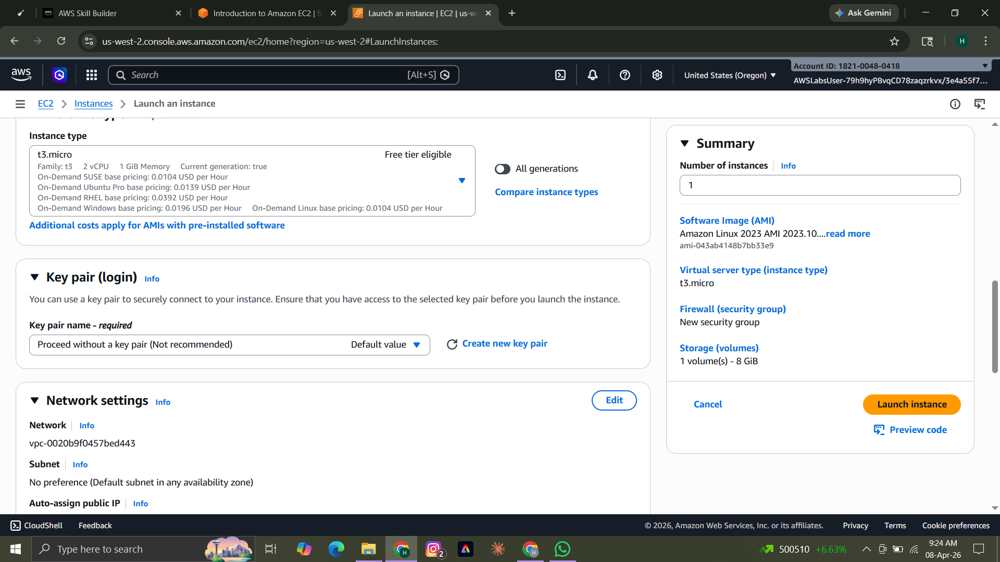 AWS Skill Builder
Introduction to Amazon EC2 | S
Launch an instance | EC2 | us-w
Ask Gemini
us-west-2.console.aws.amazon.com/ec2/home?region=us-west-2#LaunchInstances:
H
aws
Search
[Alt+S]
United States (Oregon)
Account ID: 1821-0048-0418
AWSLabsUser-79h9hyPBvqCD78zaqzrkvx/3e4a55f7...
EC2
Instances
Launch an instance
Instance type
t3.micro
Free tier eligible
Family: t3 2 vCPU 1 GiB Memory Current generation: true
On-Demand SUSE base pricing: 0.0104 USD per Hour
On-Demand Ubuntu Pro base pricing: 0.0139 USD per Hour
On-Demand RHEL base pricing: 0.0392 USD per Hour
On-Demand Windows base pricing: 0.0196 USD per Hour On-Demand Linux base pricing: 0.0104 USD per Hour
All generations
Compare instance types
Additional costs apply for AMIs with pre-installed software
Key pair (login) Info
You can use a key pair to securely connect to your instance. Ensure that you have access to the selected key pair before you launch the instance.
Key pair name - required
Proceed without a key pair (Not recommended)
Default value
Create new key pair
Network settings Info
Edit
Network Info
vpc-0020b9f0457bed443
Subnet Info
No preference (Default subnet in any availability zone)
Auto-assign public IP Info
Summary
Number of instances Info
1
Software Image (AMI)
Amazon Linux 2023 AMI 2023.10....read more
ami-043ab4148b7bb33e9
Virtual server type (instance type)
t3.micro
Firewall (security group)
New security group
Storage (volumes)
1 volume(s) - 8 GiB
Cancel
Launch instance
Preview code
CloudShell
Feedback
© 2026, Amazon Web Services, Inc. or its affiliates.
Privacy
Terms
Cookie preferences
Type here to search
2
500510 +6.63%
9:24 AM
08-Apr-26